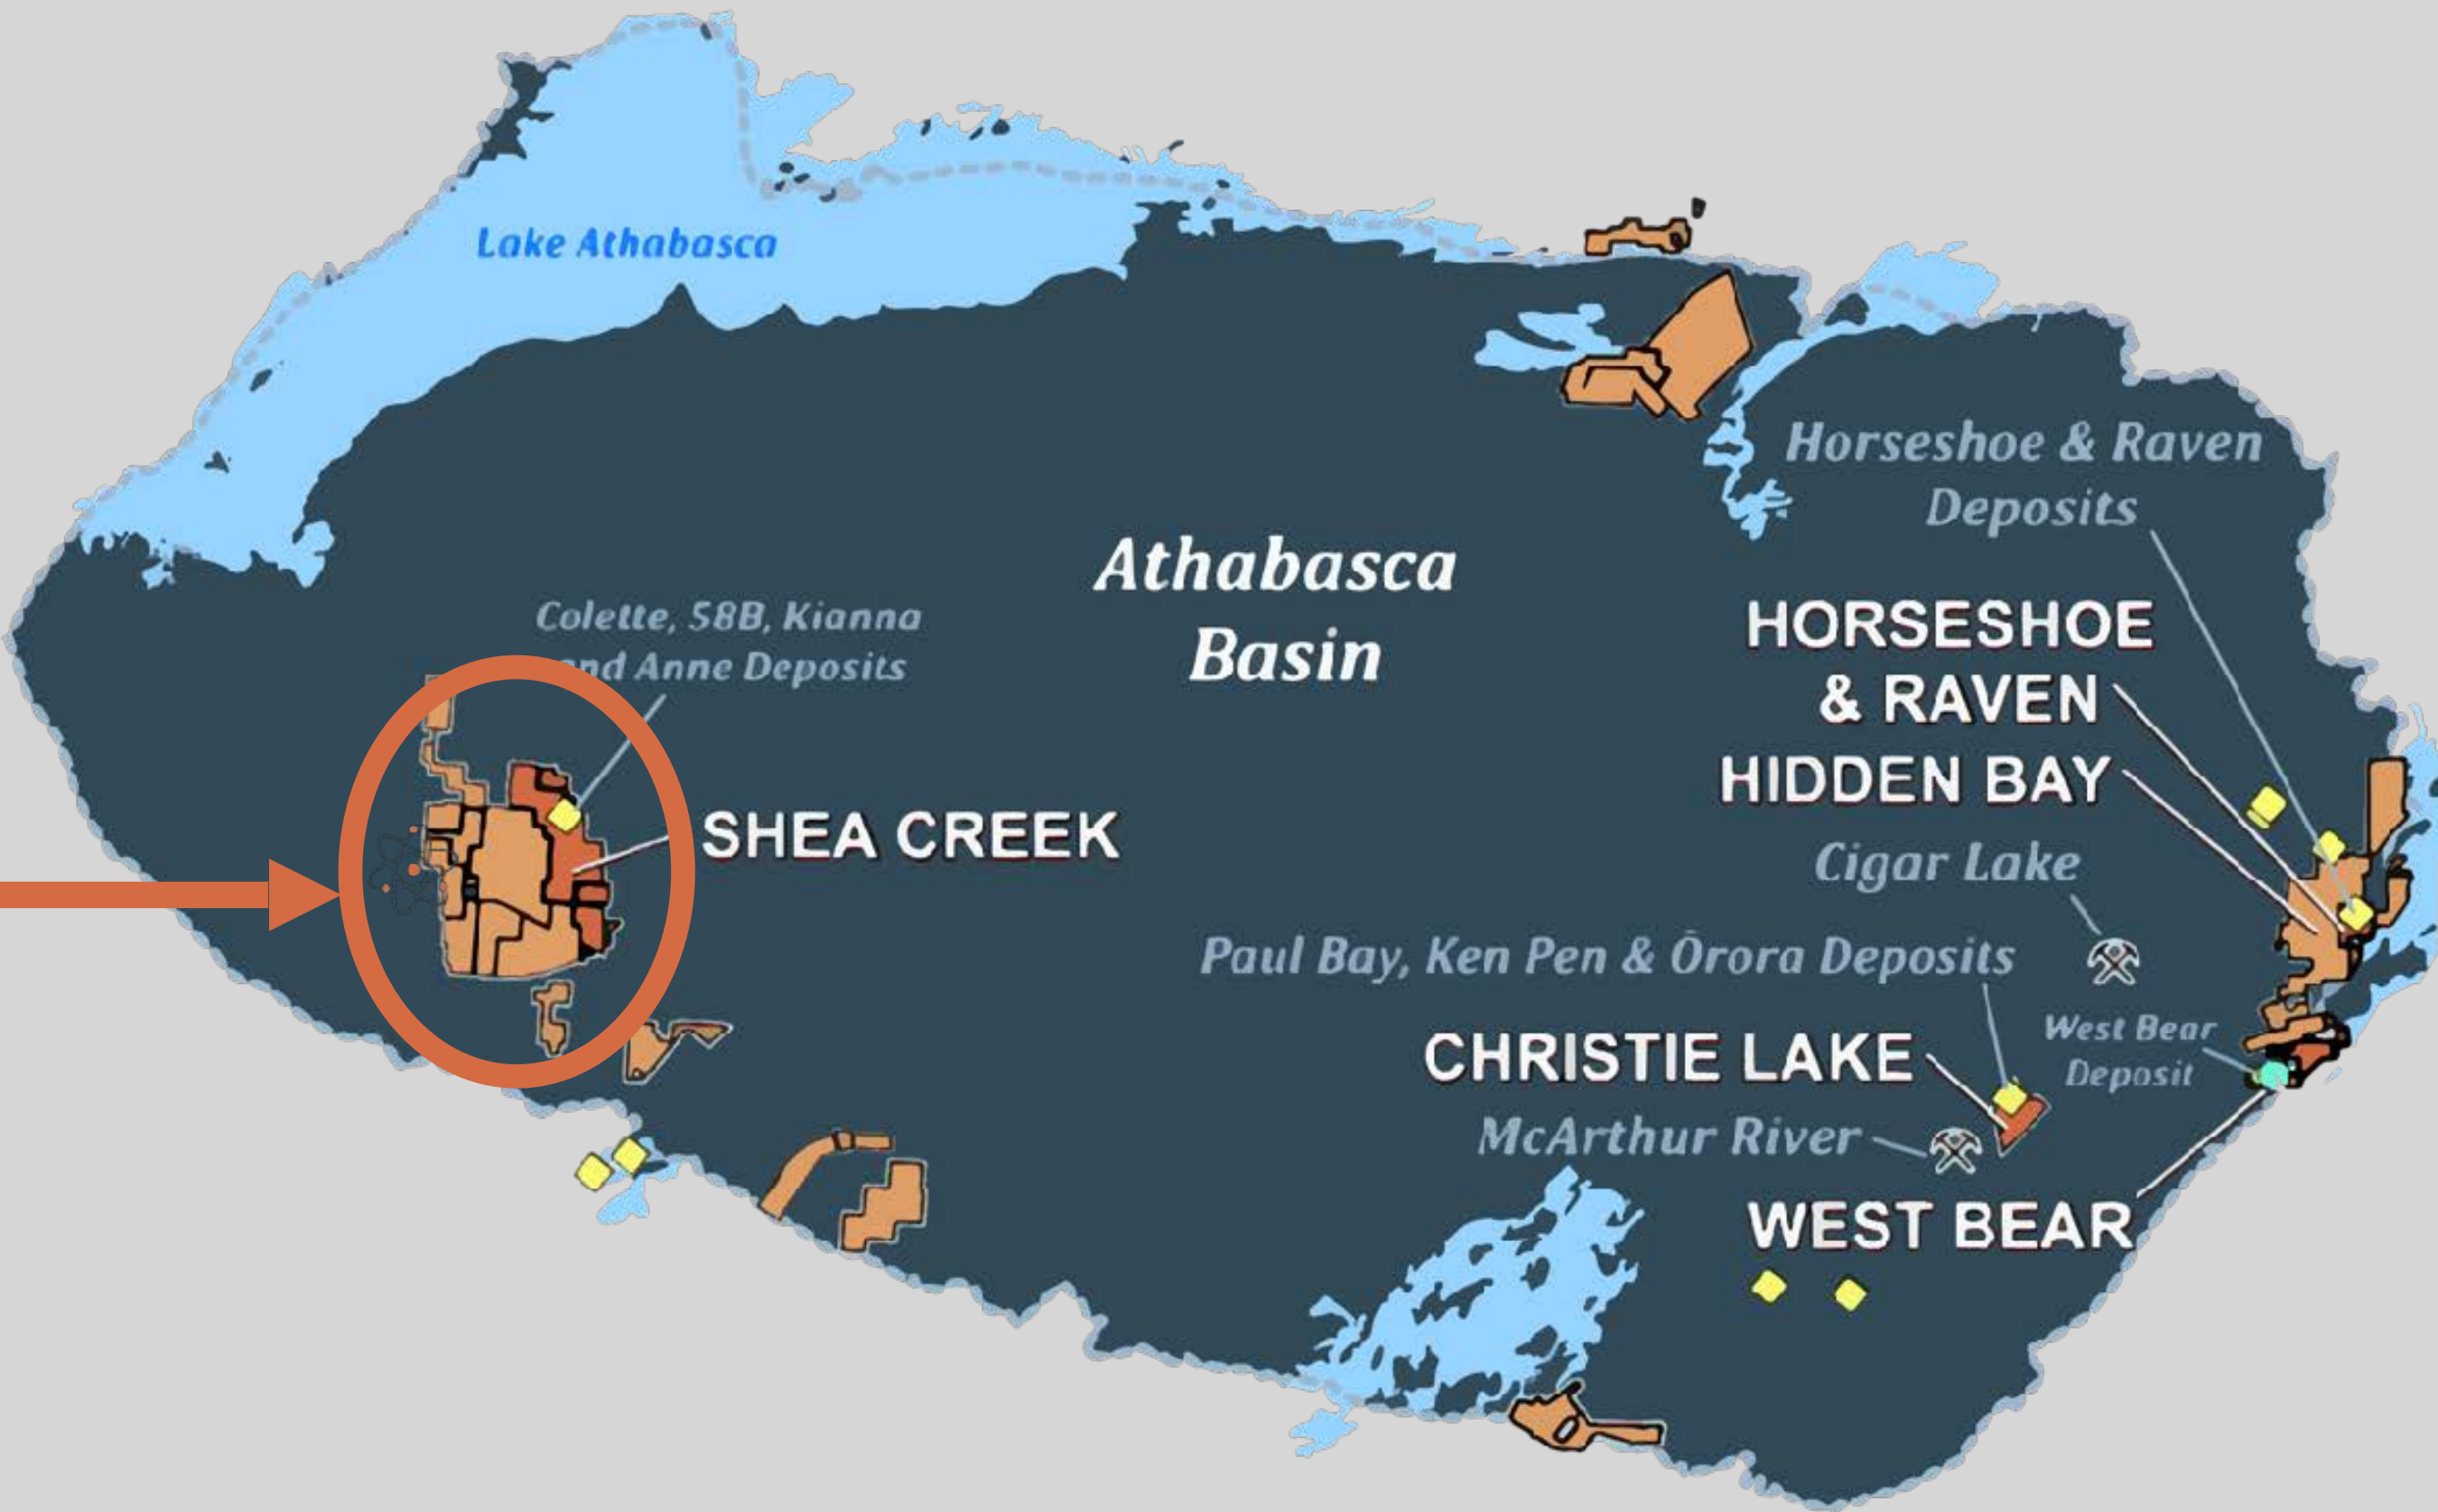 Lake Athabasca
Horseshoe & Raven
Deposits
Athabasca
Basin
Colette, 58B, Kianna
and Anne Deposits
HORSESHOE
& RAVEN
HIDDEN BAY
SHEA CREEK
Cigar Lake
Paul Bay, Ken Pen & Ōrora Deposits
West Bear
Deposit
CHRISTIE LAKE
McArthur River
WEST BEAR